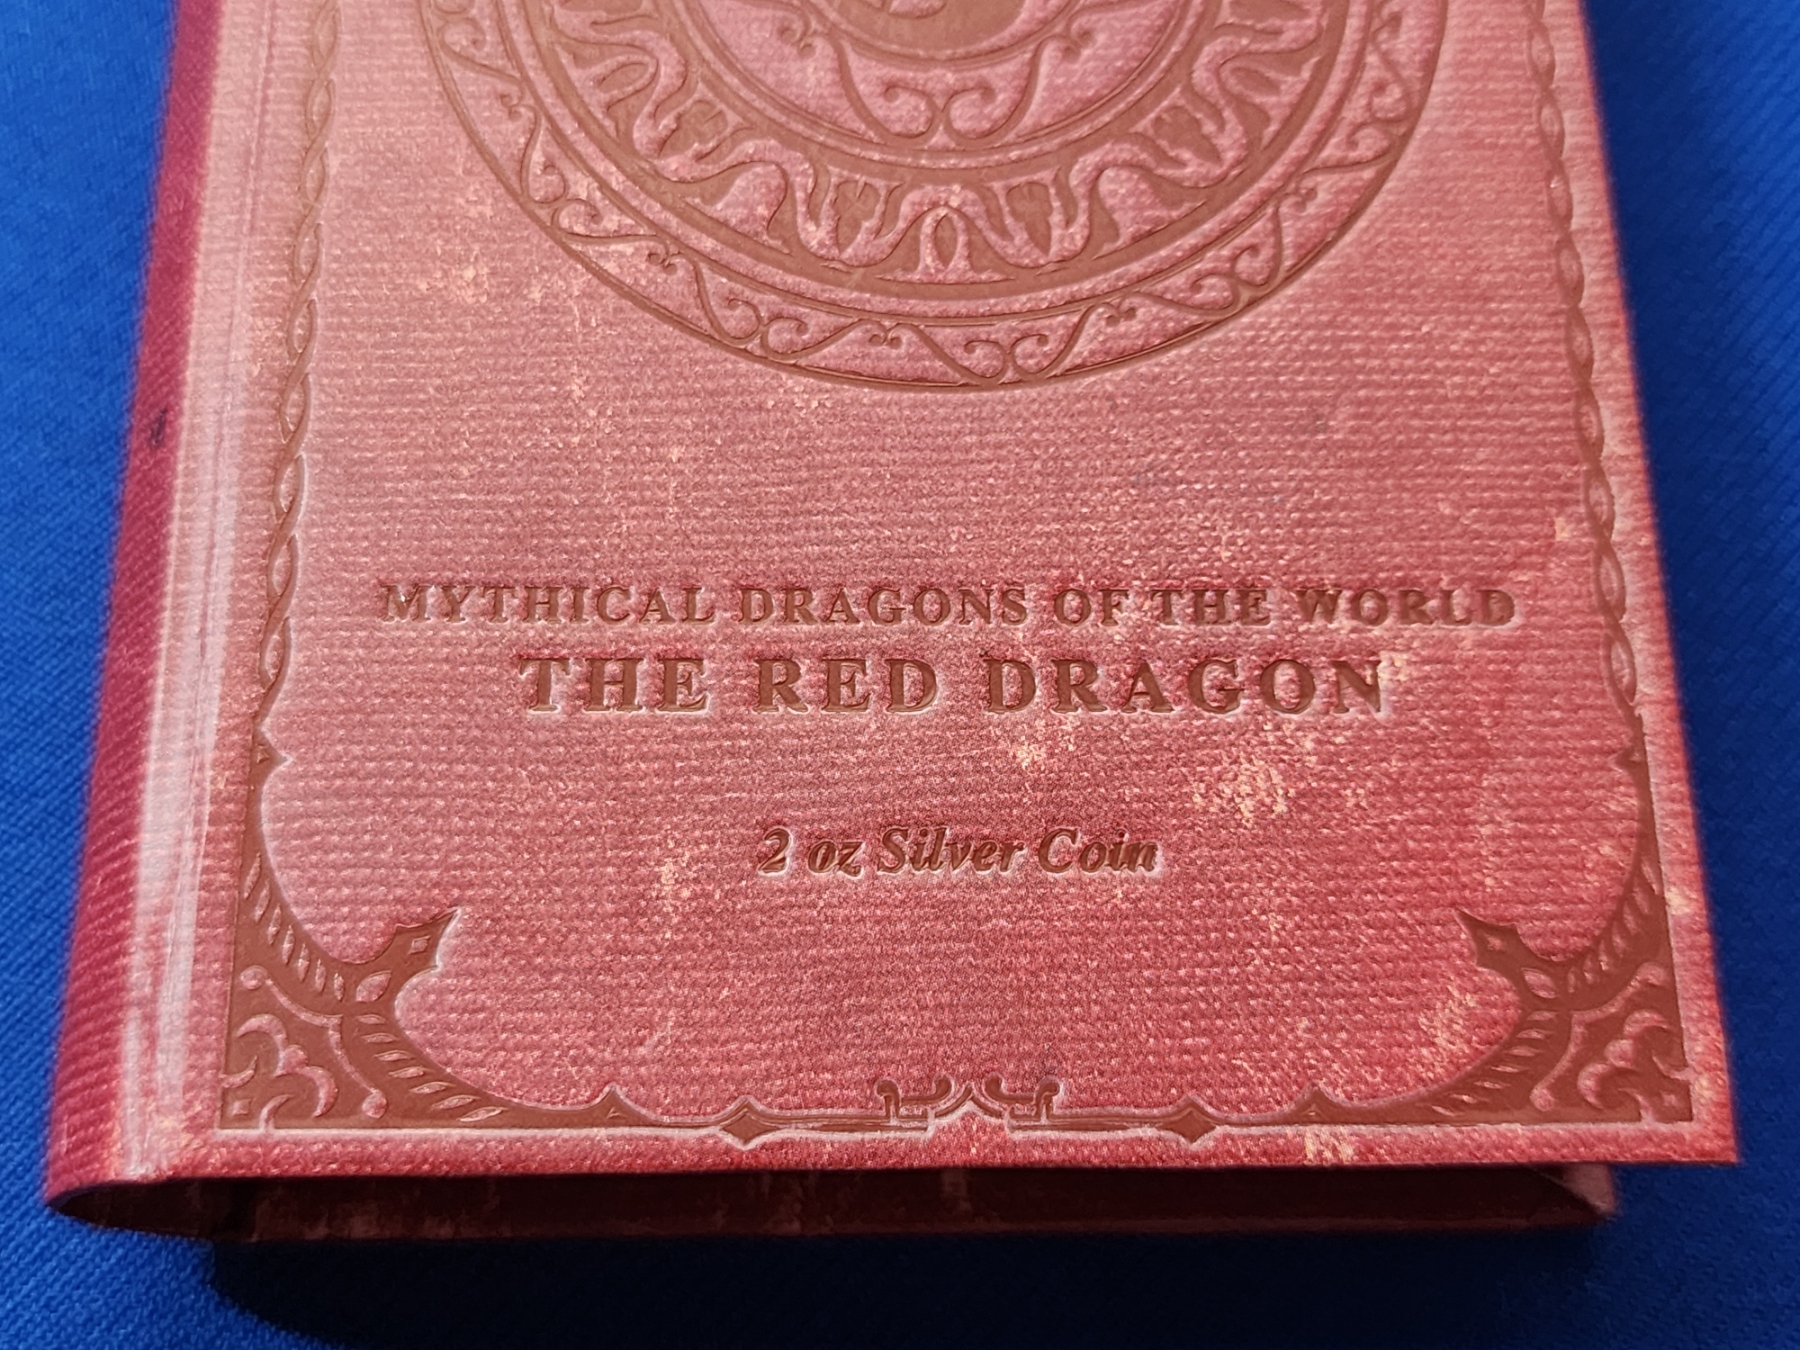 MYTHICAL DRAGONS OF THE WORLD
THE RED DRAGON
2 oz Silver Coin